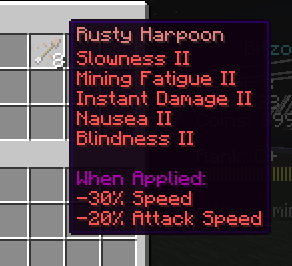 Rusty Harpoon
Slowness II
Mining Fatigue II
Instant Damage II
Nausea II
Blindness II
When Applied:
-30% Speed
-20% Attack Speed
8